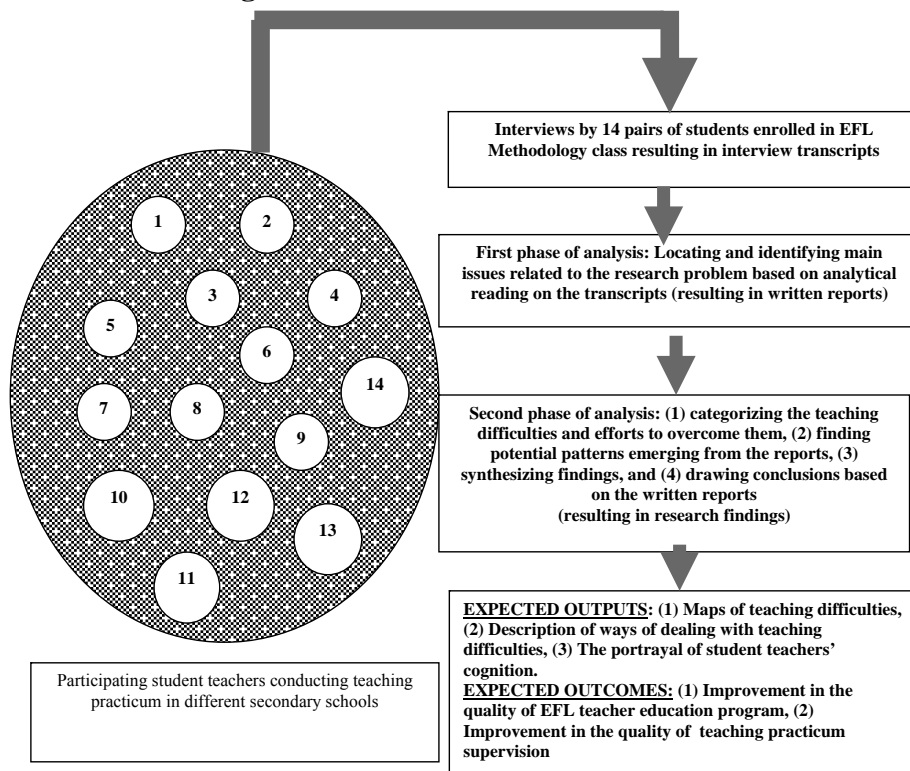 1
2
3
4
5
6
14
7
8
9
10
12
13
11
Participating student teachers conducting teaching
practicum in different secondary schools
Interviews by 14 pairs of students enrolled in EFL
Methodology class resulting in interview transcripts
First phase of analysis: Locating and identifying main
issues related to the research problem based on analytical
reading on the transcripts (resulting in written reports)
Second phase of analysis: (1) categorizing the teaching
difficulties and efforts to overcome them, (2) finding
potential patterns emerging from the reports, (3)
synthesizing findings, and (4) drawing conclusions based
on the written reports
(resulting in research findings)
EXPECTED OUTPUTS: (1) Maps of teaching difficulties,
(2) Description of ways of dealing with teaching
difficulties, (3) The portrayal of student teachers’
cognition.
EXPECTED OUTCOMES: (1) Improvement in the
quality of EFL teacher education program, (2)
Improvement in the quality of teaching practicum
supervision